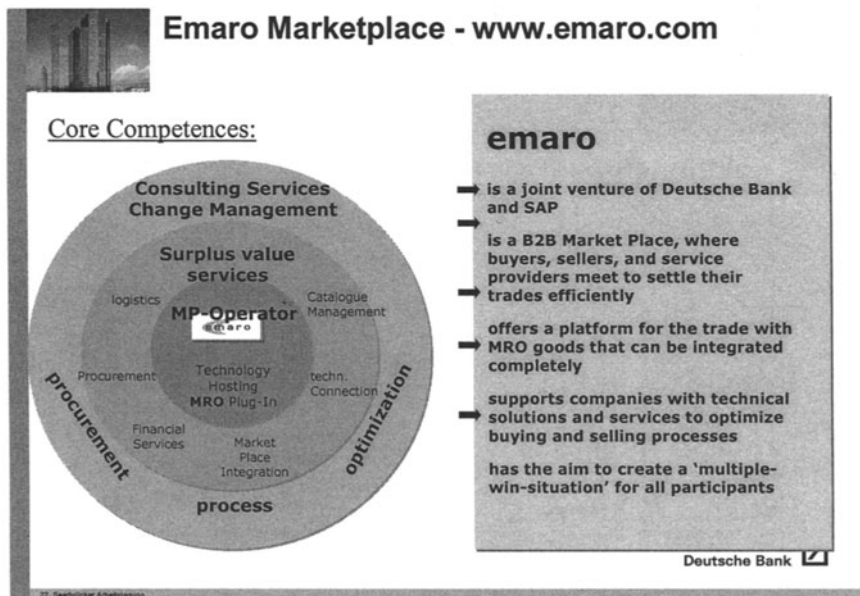 Emaro Marketplace - www.emaro.com
Core Competences:
Consulting Services
Change Management
Surplus value
services
logistics
MP-Operator
Catalogue
Management
emaro
Procurement
Technology
Hosting
MRO Plug-In
techn.
Connection
Financial
Services
Market
Place
Integration
procurement
process
optimization
emaro
is a joint venture of Deutsche Bank
and SAP
is a B2B Market Place, where
buyers, sellers, and service
providers meet to settle their
trades efficiently
offers a platform for the trade with
MRO goods that can be integrated
completely
supports companies with technical
solutions and services to optimize
buying and selling processes
has the aim to create a ‘multiple-
win-situation’ for all participants
Deutsche Bank